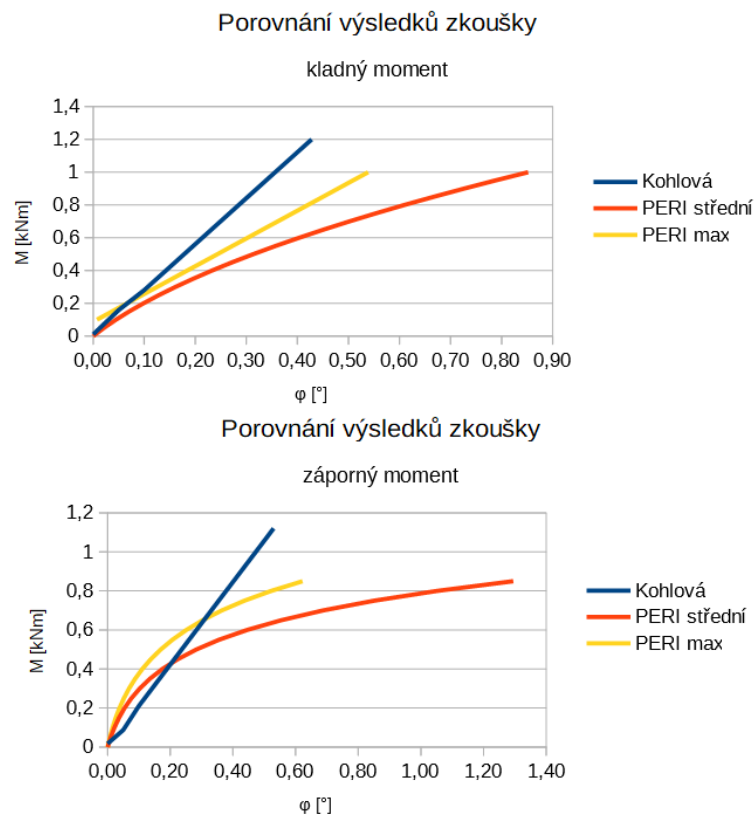 Porovnání výsledků zkoušky
kladný moment
1,4
1,2
1
0,8
0,6
0,4
0,2
0
M [kNm]
0,00 0,10 0,20 0,30 0,40 0,50 0,60 0,70 0,80 0,90
φ [°]
Kohlová
PERI střední
PERI max
Porovnání výsledků zkoušky
záporný moment
1,2
1
0,8
0,6
0,4
0,2
0
M [kNm]
0,00 0,20 0,40 0,60 0,80 1,00 1,20 1,40
φ [°]
Kohlová
PERI střední
PERI max